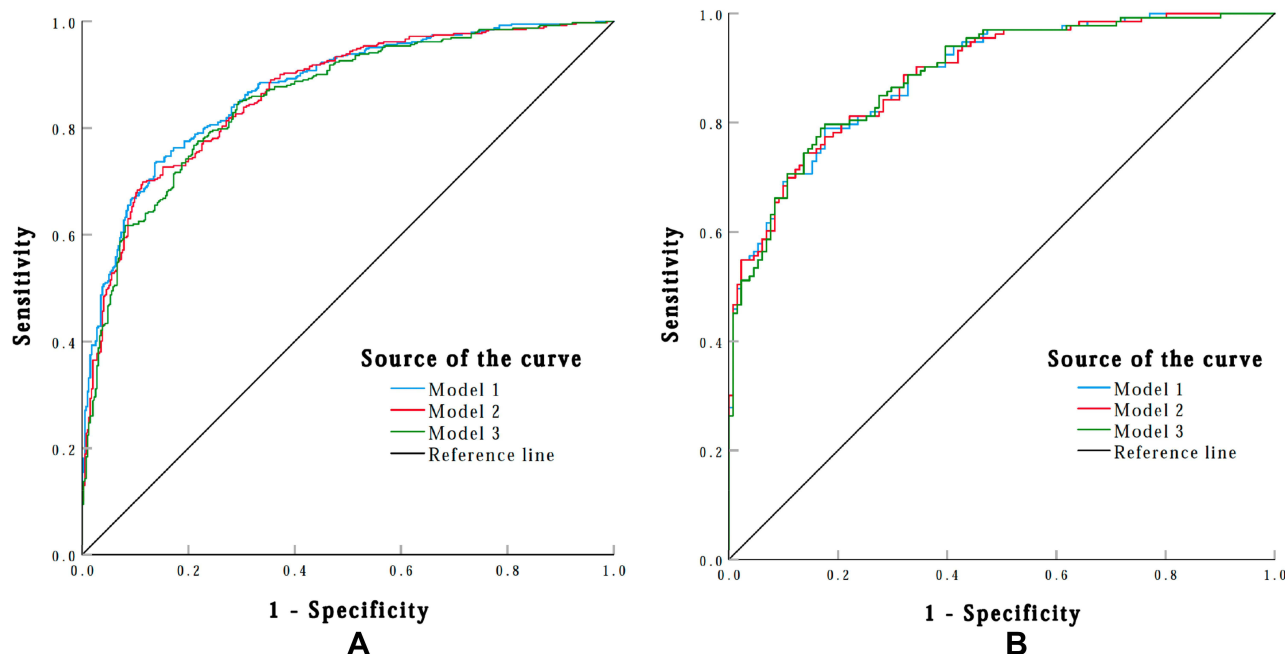 1.0
0.8
0.6
0.4
0.2
0.0
Sensitivity
Source of the curve
Model 1
Model 2
Model 3
Reference line
0.0 0.2 0.4 0.6 0.8 1.0
1 - Specificity
A
1.0
0.8
0.6
0.4
0.2
0.0
Sensitivity
Source of the curve
Model 1
Model 2
Model 3
Reference line
0.0 0.2 0.4 0.6 0.8 1.0
1 - Specificity
B